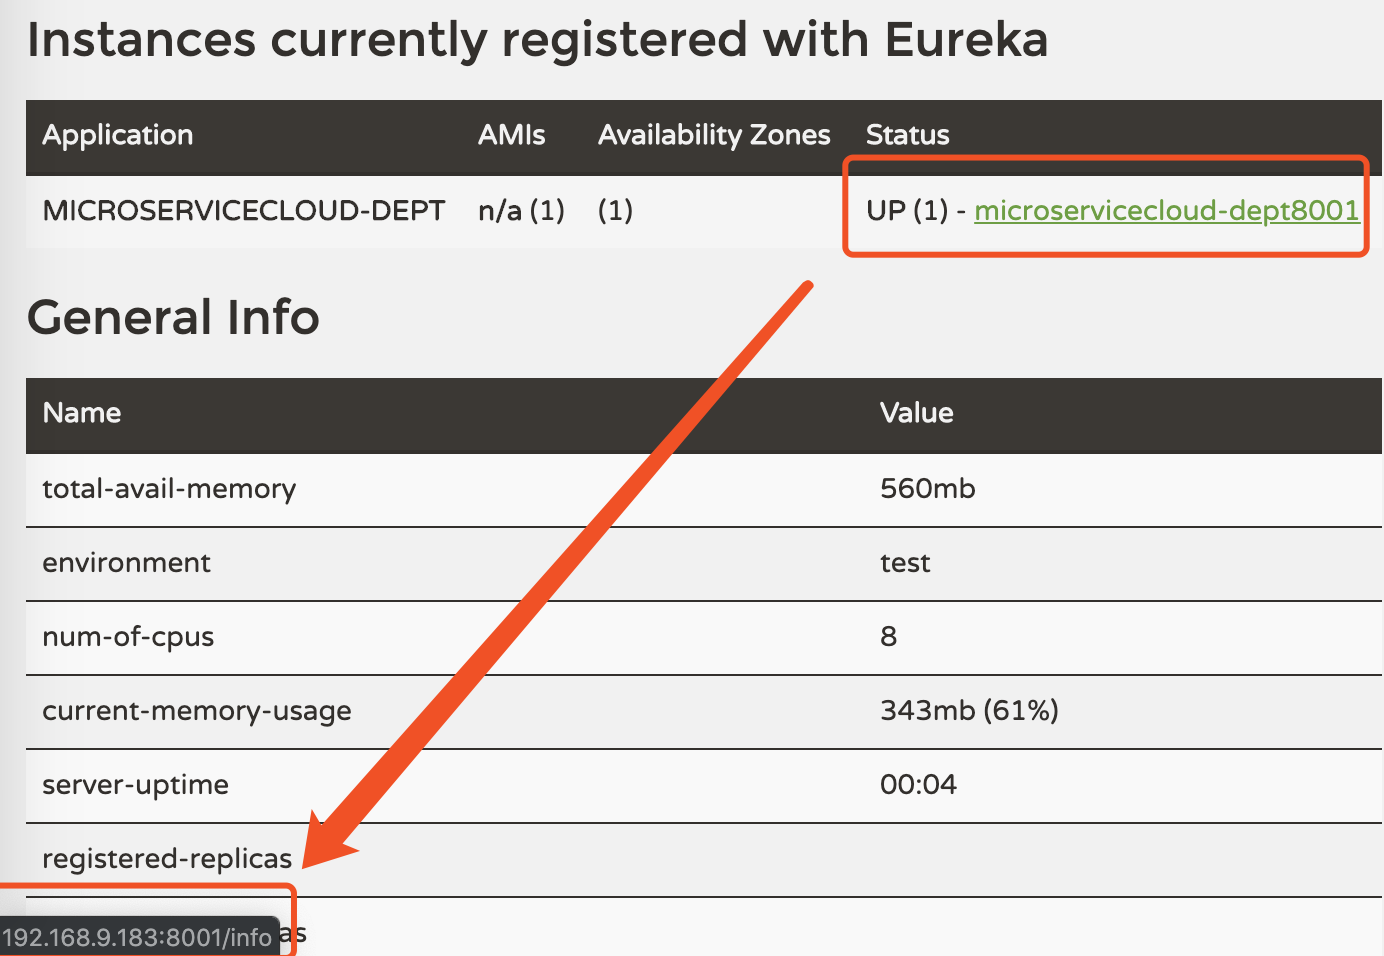 Instances currently registered with Eureka
Application AMIs Availability Zones Status
MICROSERVICECLOUD-DEPT n/a (1) (1) UP (1) - microservicecloud-dept8001
General Info
Name Value
total-avail-memory 560mb
environment test
num-of-cpus 8
current-memory-usage 343mb (61%)
server-uptime 00:04
registered-replicas
192.168.9.183:8001/info as